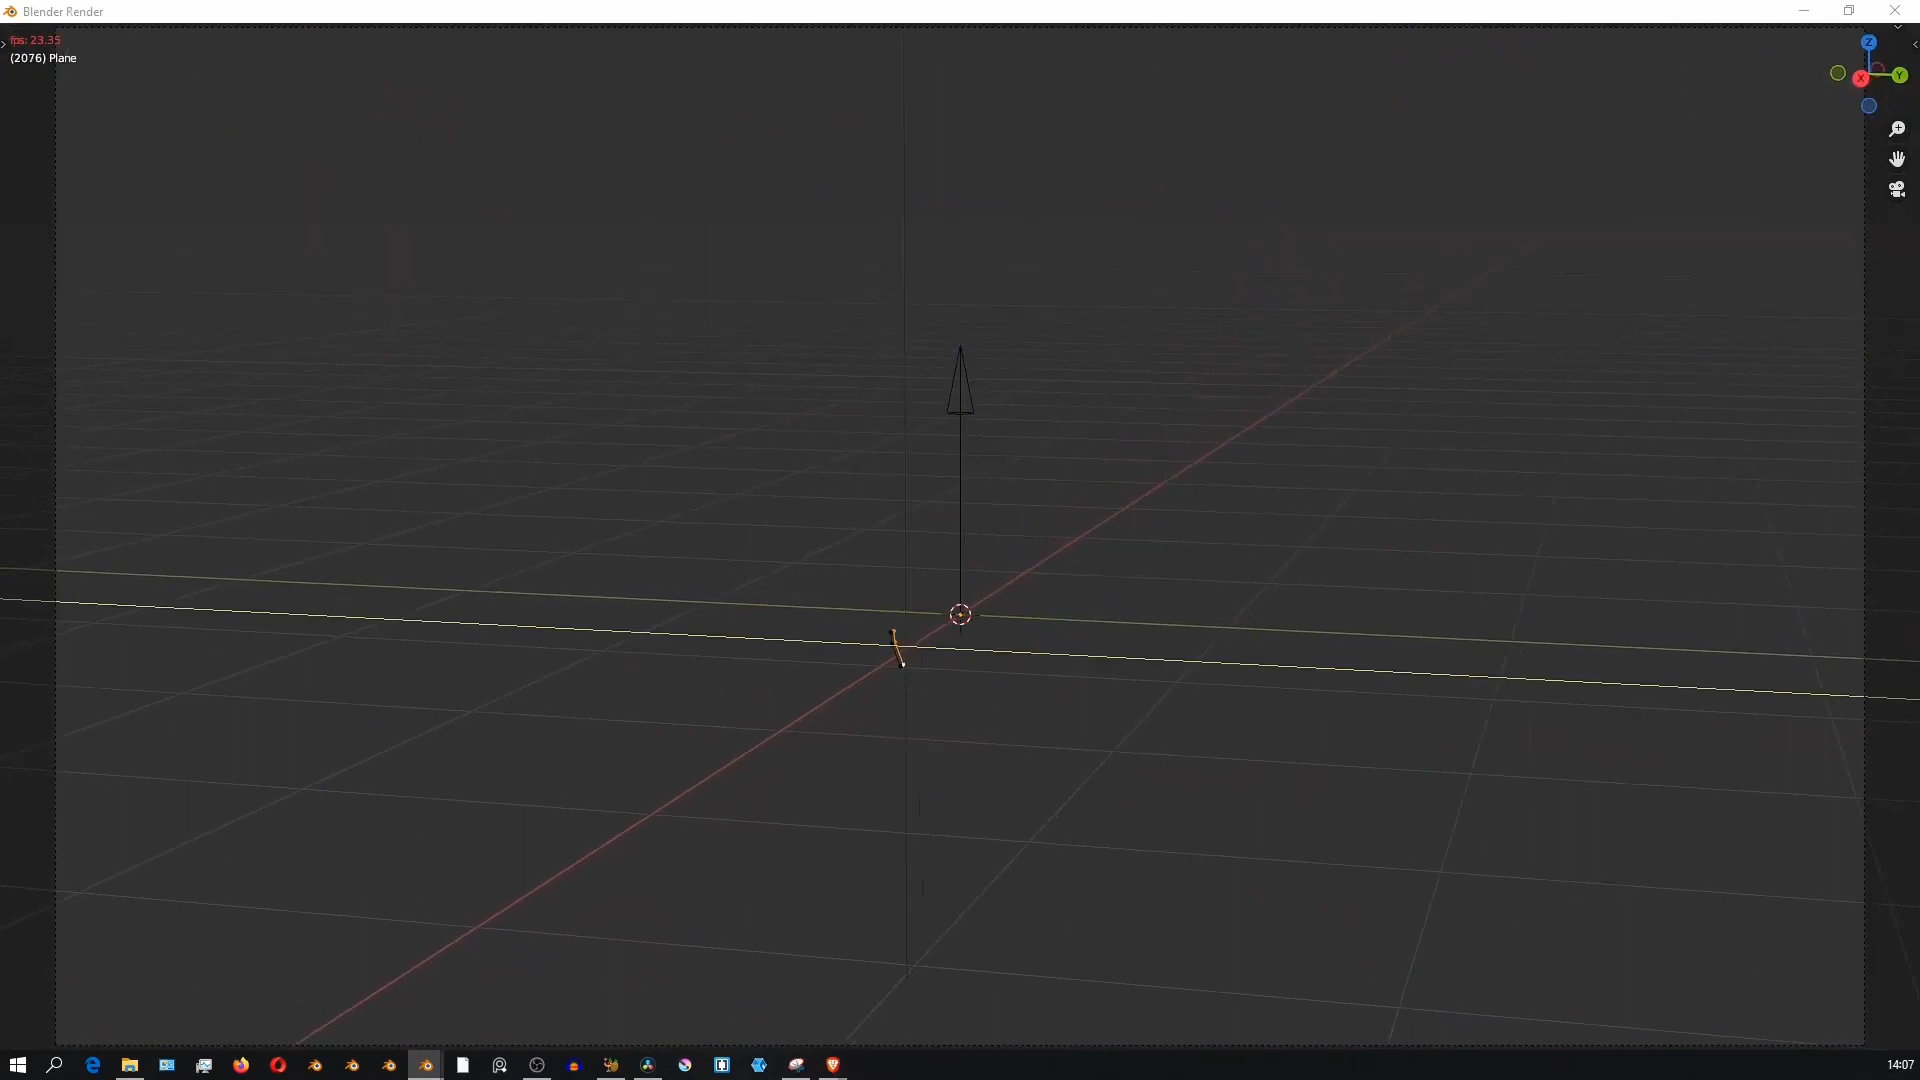 Blender Render
fps: 23.35
(2076) Plane
Z
X
Y
14:07